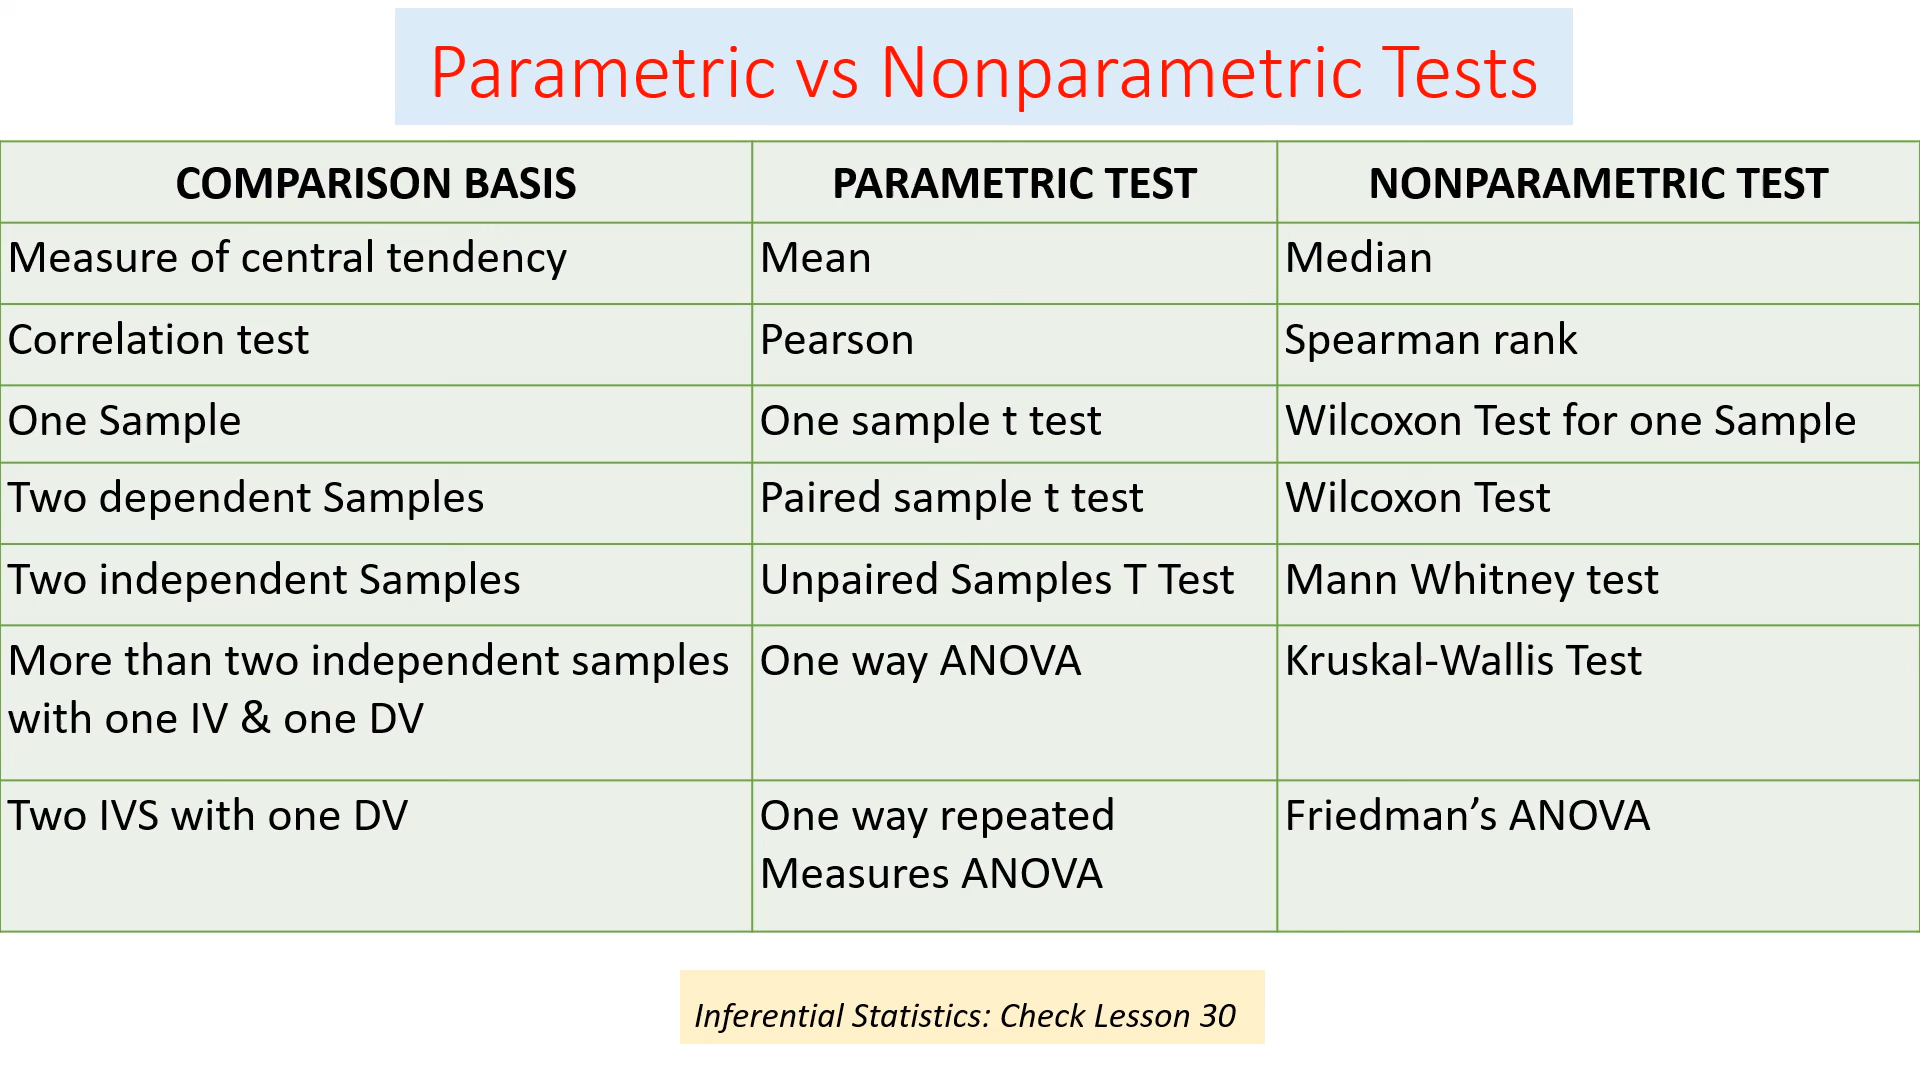 Parametric vs Nonparametric Tests
COMPARISON BASIS PARAMETRIC TEST NONPARAMETRIC TEST
Measure of central tendency Mean Median
Correlation test Pearson Spearman rank
One Sample One sample t test Wilcoxon Test for one Sample
Two dependent Samples Paired sample t test Wilcoxon Test
Two independent Samples Unpaired Samples T Test Mann Whitney test
More than two independent samples One way ANOVA Kruskal-Wallis Test
with one IV & one DV
Two IVS with one DV One way repeated Friedman’s ANOVA
Measures ANOVA
Inferential Statistics: Check Lesson 30